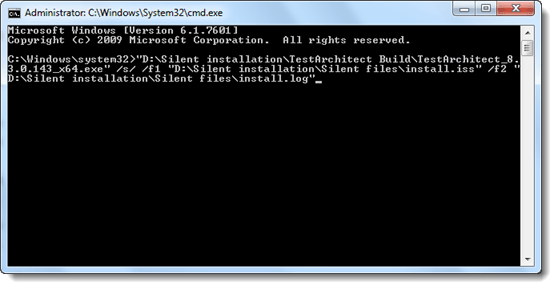 Administrator: C:\Windows\System32\cmd.exe
Microsoft Windows [Version 6.1.7601]
Copyright (c) 2009 Microsoft Corporation.  All rights reserved.
C:\Windows\system32>"D:\Silent installation\TestArchitect Build\TestArchitect_8.
3.0.143_x64.exe" /s/ /f1 "D:\Silent installation\Silent files\install.iss" /f2 "
D:\Silent installation\Silent files\install.log"_